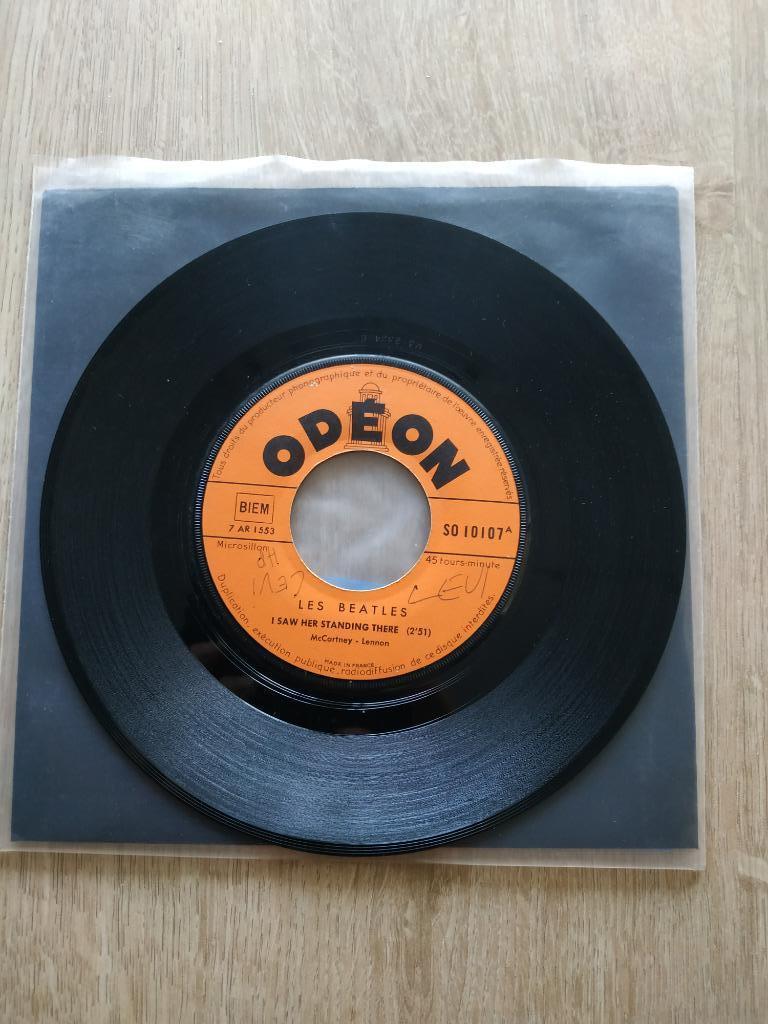 Tous droits du producteur phonographique et du propriétaire de l'œuvre enregistrée réservés
ODÉON
BIEM
7 AR 1553
SO 10107 A
Microsillon
45 tours-minute
LES BEATLES
I SAW HER STANDING THERE (2'51)
McCartney - Lennon
MADE IN FRANCE
Duplication, exécution publique, radiodiffusion de ce disque interdites.